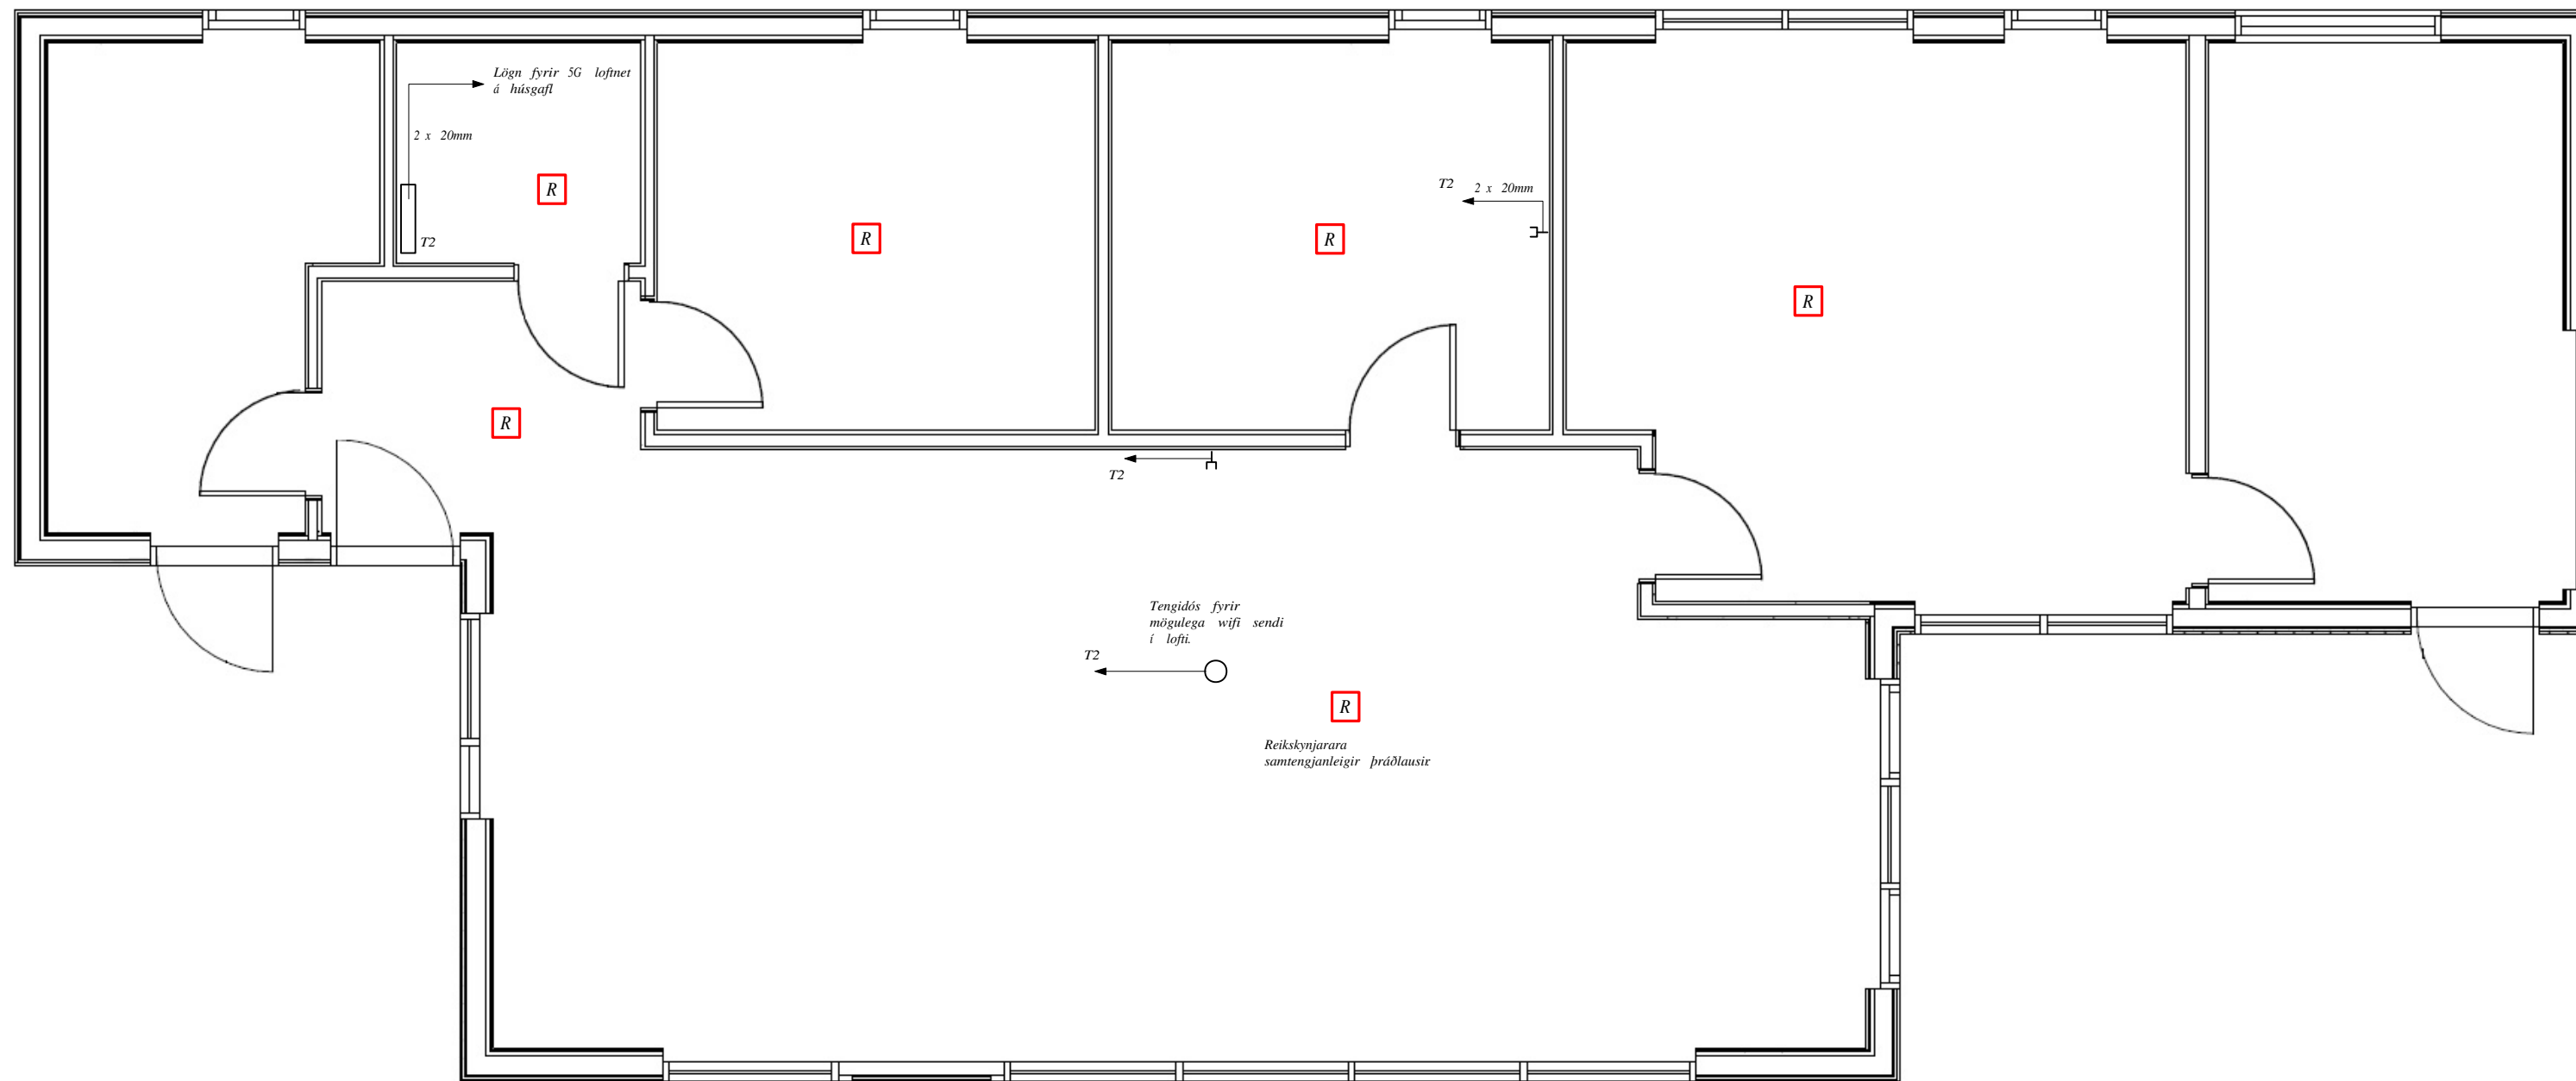 Lögn fyrir 5G loftnet
á húsgafl
2 x 20mm
R
T2
R
R
T2
2 x 20mm
R
R
T2
Tengidós fyrir
mögulega wifi sendi
í lofti.
T2
R
Reikskynjarara
samtengjanleigir þráðlausir